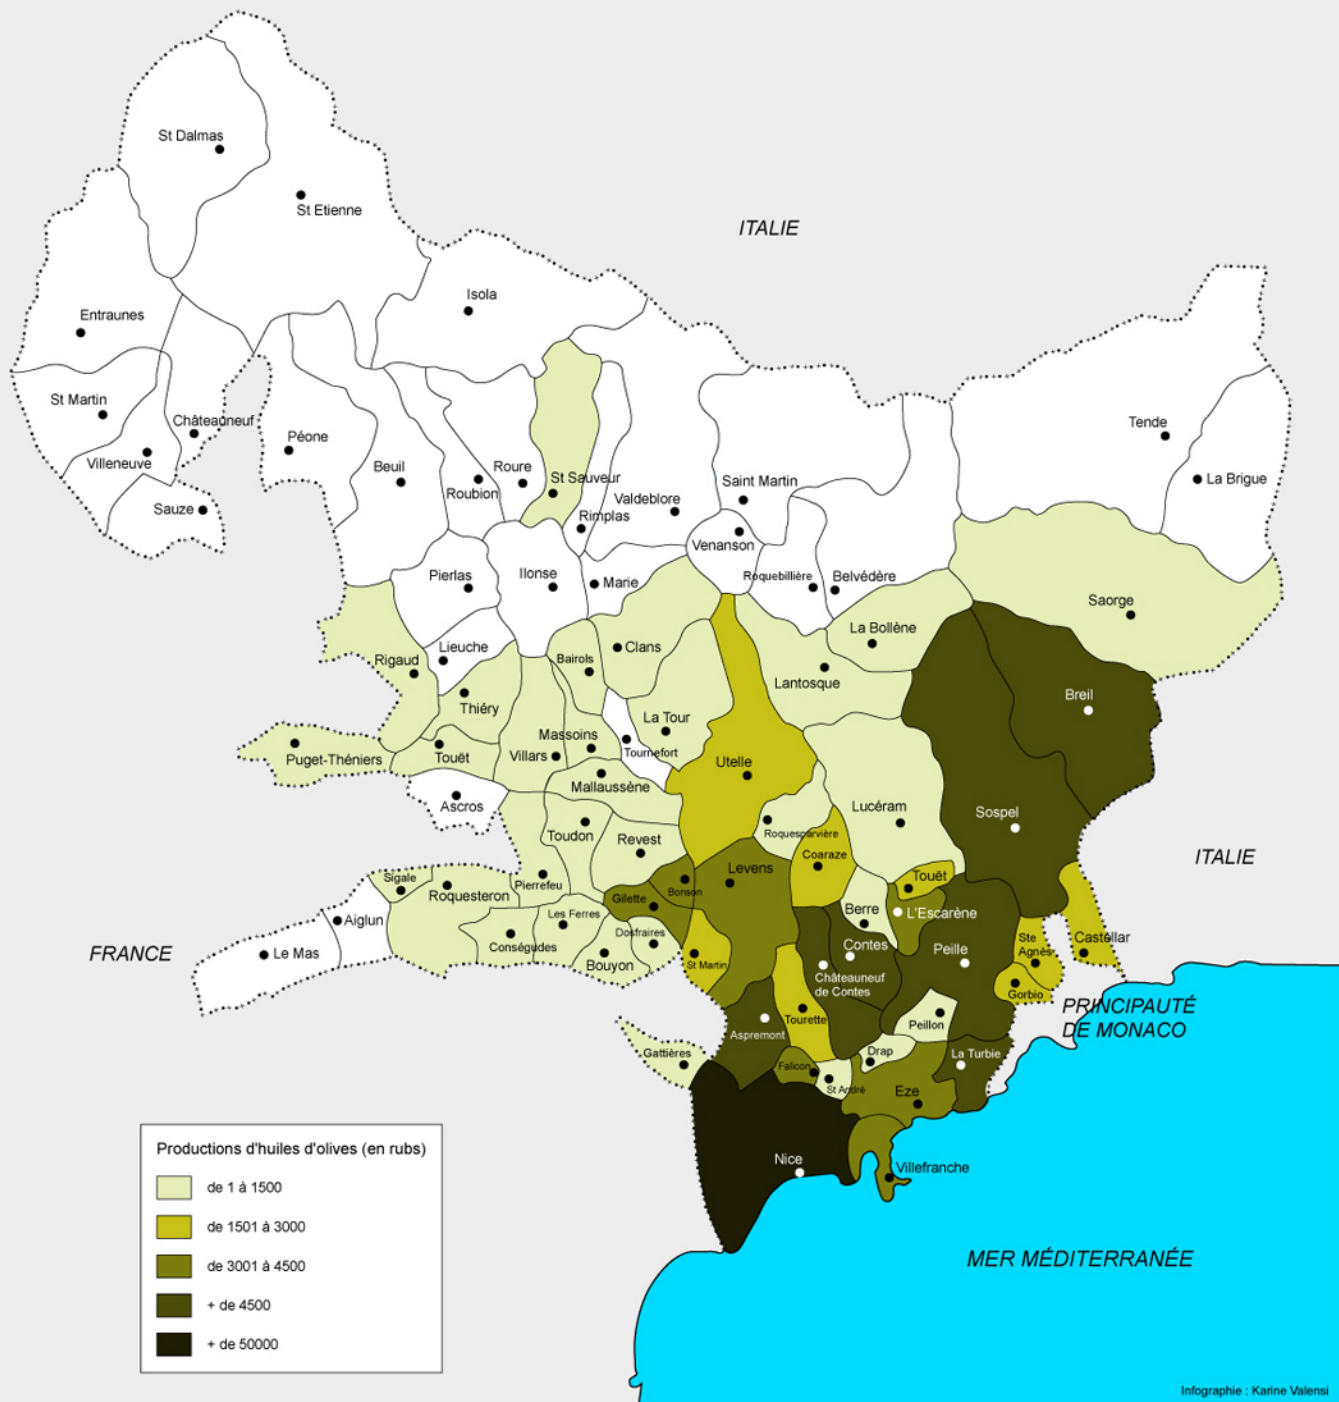 St Dalmas
St Etienne
ITALIE
Isola
Entraunes
St Martin
Châteauneuf
Villeneuve
Péone
Beuil
Roubion
Roure
St Sauveur
Rimplas
Valdeblore
Saint Martin
Venanson
Tende
La Brigue
Sauze
Pierlas
Ilonse
Marie
Roquebillière
Belvédère
Saorge
La Bollène
Lieuche
Rigaud
Bairols
Clans
Lantosque
Thiéry
Breil
La Tour
Massoins
Tournefort
Puget-Théniers
Touët
Villars
Utelle
Mallaussène
Ascros
Lucéram
Sospel
Toudon
Revest
Roquesparvière
Coaraze
ITALIE
Levens
Touët
Sigale
Roquesteron
Pierrefeu
Bonson
Gilette
Berre
L'Escarène
Aiglun
Les Ferres
Dosfraires
Contes
Peille
Ste
Agnès
Castéllar
FRANCE
Le Mas
Conségudes
Bouyon
St Martin
Châteauneuf
de Contes
Gorbio
PRINCIPAUTÉ
DE MONACO
Tourette
Peillon
Aspremont
Gattières
Drap
La Turbie
Falicon
St André
Eze
Nice
Villefranche
MER MÉDITERRANÉE
Productions d'huiles d'olives (en rubs)
de 1 à 1500
de 1501 à 3000
de 3001 à 4500
+ de 4500
+ de 50000
Infographie : Karine Valensi